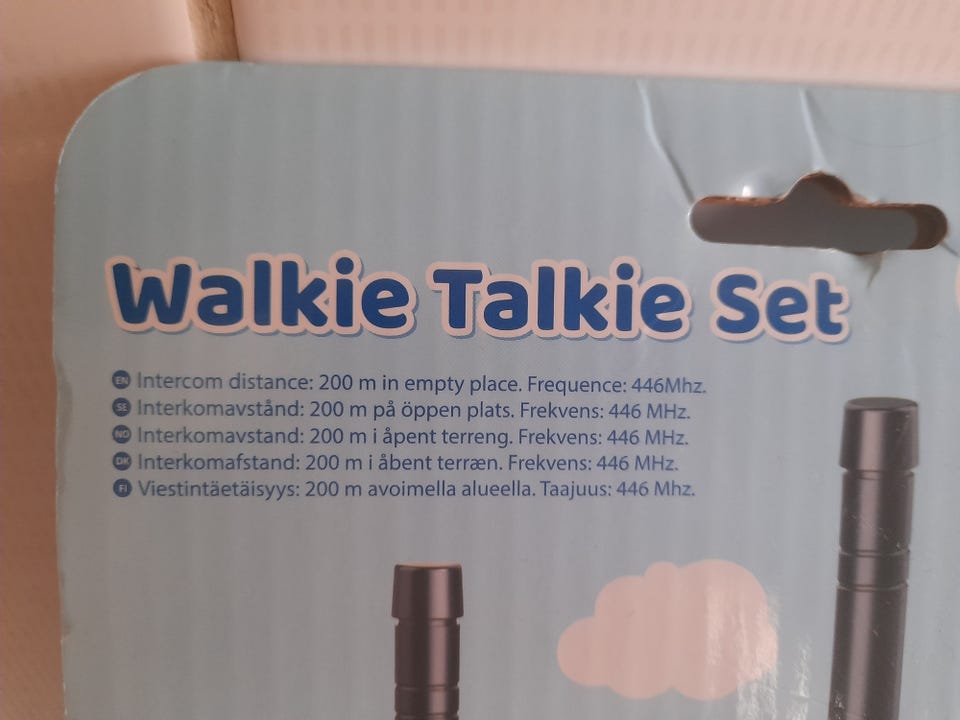 Walkie Talkie Set
EN Intercom distance: 200 m in empty place. Frequence: 446Mhz.
SE Interkomavstånd: 200 m på öppen plats. Frekvens: 446 MHz.
NO Interkomavstand: 200 m i åpent terreng. Frekvens: 446 MHz.
DK Interkomafstand: 200 m i åbent terræn. Frekvens: 446 MHz.
FI Viestintäetäisyys: 200 m avoimella alueella. Taajuus: 446 Mhz.